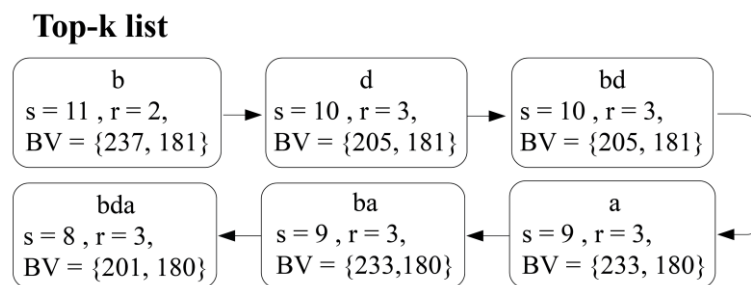 Top-k list
b
s = 11 , r = 2,
BV = {237, 181}
d
s = 10 , r = 3,
BV = {205, 181}
bd
s = 10 , r = 3,
BV = {205, 181}
bda
s = 8 , r = 3,
BV = {201, 180}
ba
s = 9 , r = 3,
BV = {233,180}
a
s = 9 , r = 3,
BV = {233, 180}